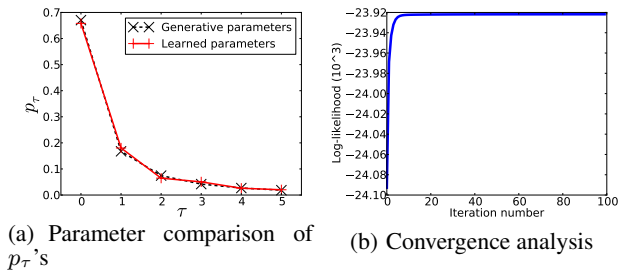 0.7
0.6
0.5
0.4
0.3
0.2
0.1
0.0
p_τ
0 1 2 3 4 5
τ
Generative parameters
Learned parameters
(a) Parameter comparison of
p_τ's
−23.92
−23.94
−23.96
−23.98
−24.00
−24.02
−24.04
−24.06
−24.08
−24.10
Log-likelihood (10^3)
0 20 40 60 80 100
Iteration number
(b) Convergence analysis